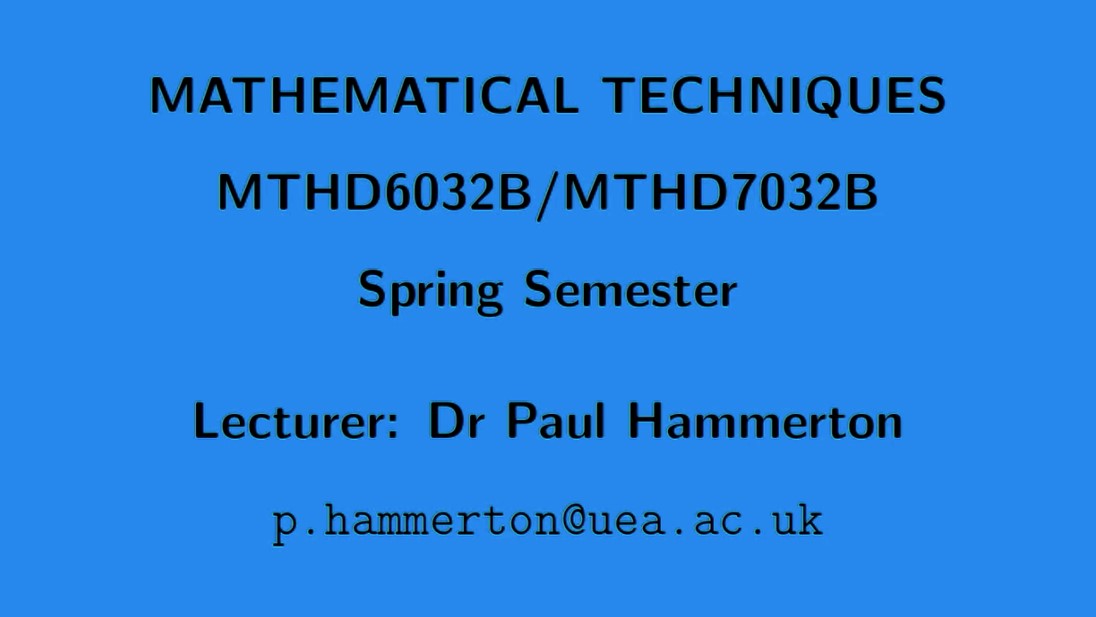 MATHEMATICAL TECHNIQUES
MTHD6032B/MTHD7032B
Spring Semester
Lecturer: Dr Paul Hammerton
p.hammerton@uea.ac.uk